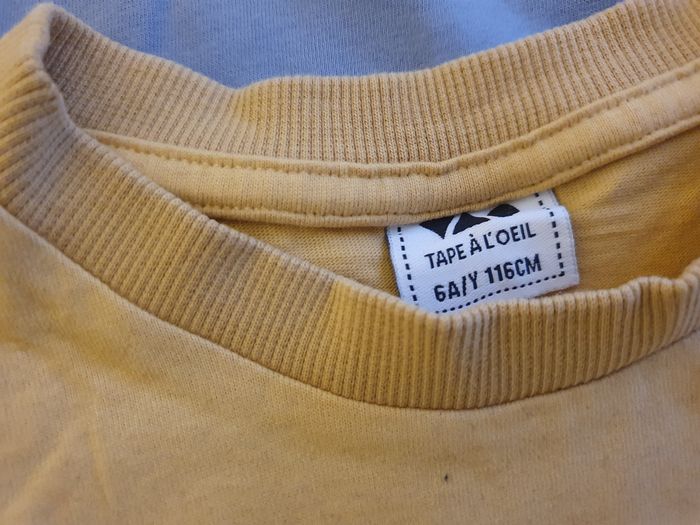 TAPE À L'OEIL
6A/Y 116CM